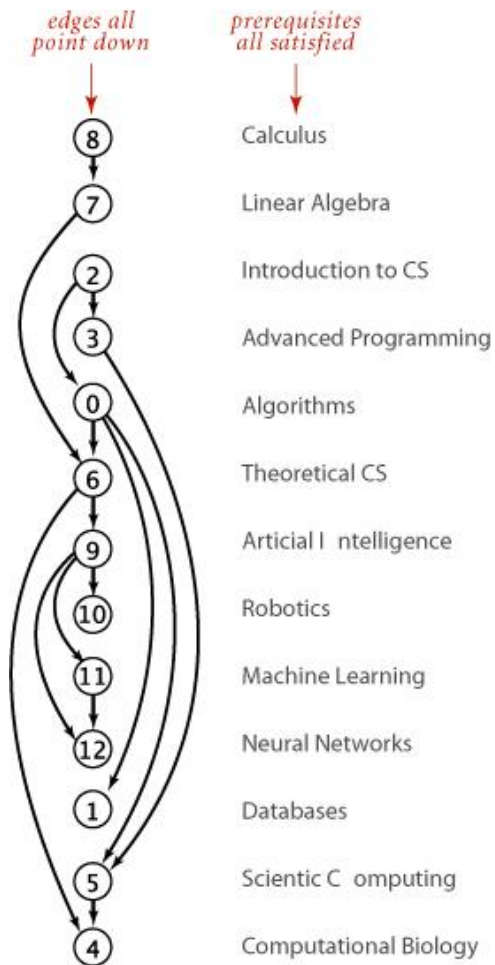 edges all
point down
prerequisites
all satisfied
8 Calculus
7 Linear Algebra
2 Introduction to CS
3 Advanced Programming
0 Algorithms
6 Theoretical CS
9 Articial I ntelligence
10 Robotics
11 Machine Learning
12 Neural Networks
1 Databases
5 Scientic C omputing
4 Computational Biology